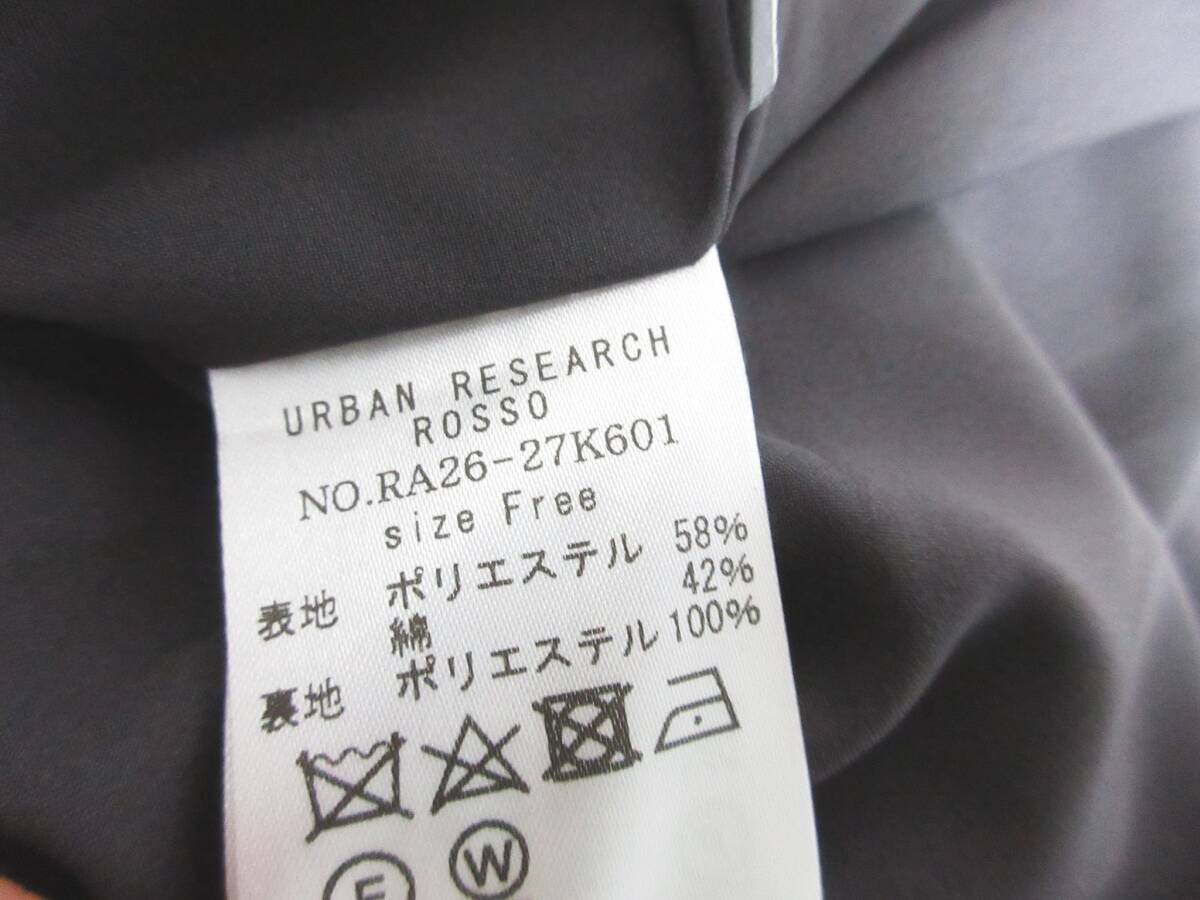 URBAN RESEARCH
ROSSO
NO.RA26-27K601
size Free
表地 ポリエステル 58%
綿 42%
裏地 ポリエステル 100%
F W